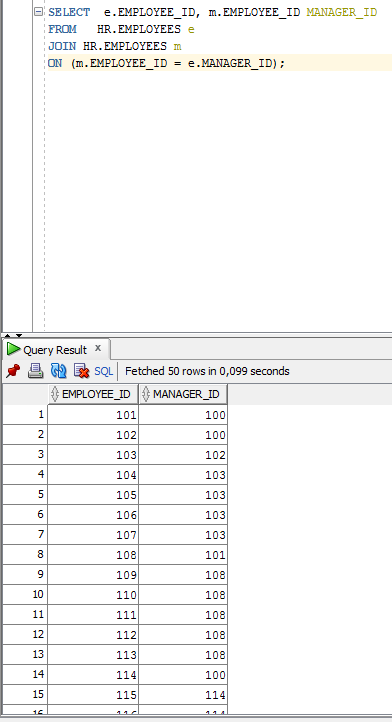 SELECT  e.EMPLOYEE_ID, m.EMPLOYEE_ID MANAGER_ID
FROM   HR.EMPLOYEES e
JOIN HR.EMPLOYEES m
ON (m.EMPLOYEE_ID = e.MANAGER_ID);
Query Result x
SQL | Fetched 50 rows in 0,099 seconds
EMPLOYEE_ID MANAGER_ID
1 101 100
2 102 100
3 103 102
4 104 103
5 105 103
6 106 103
7 107 103
8 108 101
9 109 108
10 110 108
11 111 108
12 112 108
13 113 108
14 114 100
15 115 114
16 116 114